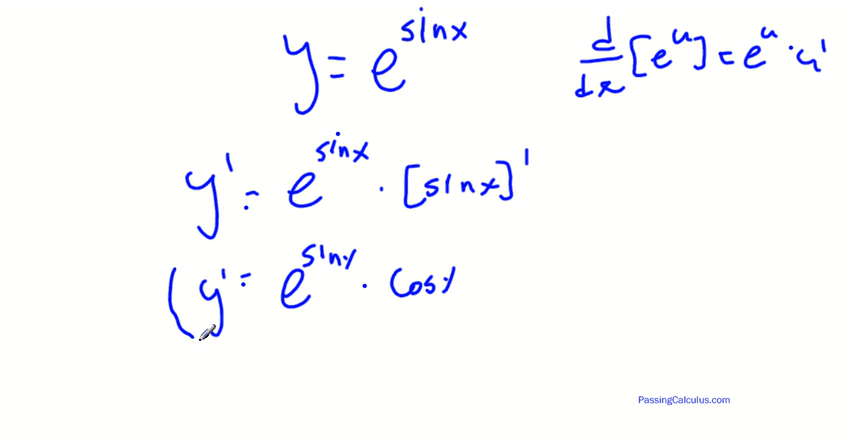 y = e^sinx
d/dx [e^u] = e^u · u'
y' = e^sinx · [sinx]'
(y' = e^sinx · cosx
PassingCalculus.com